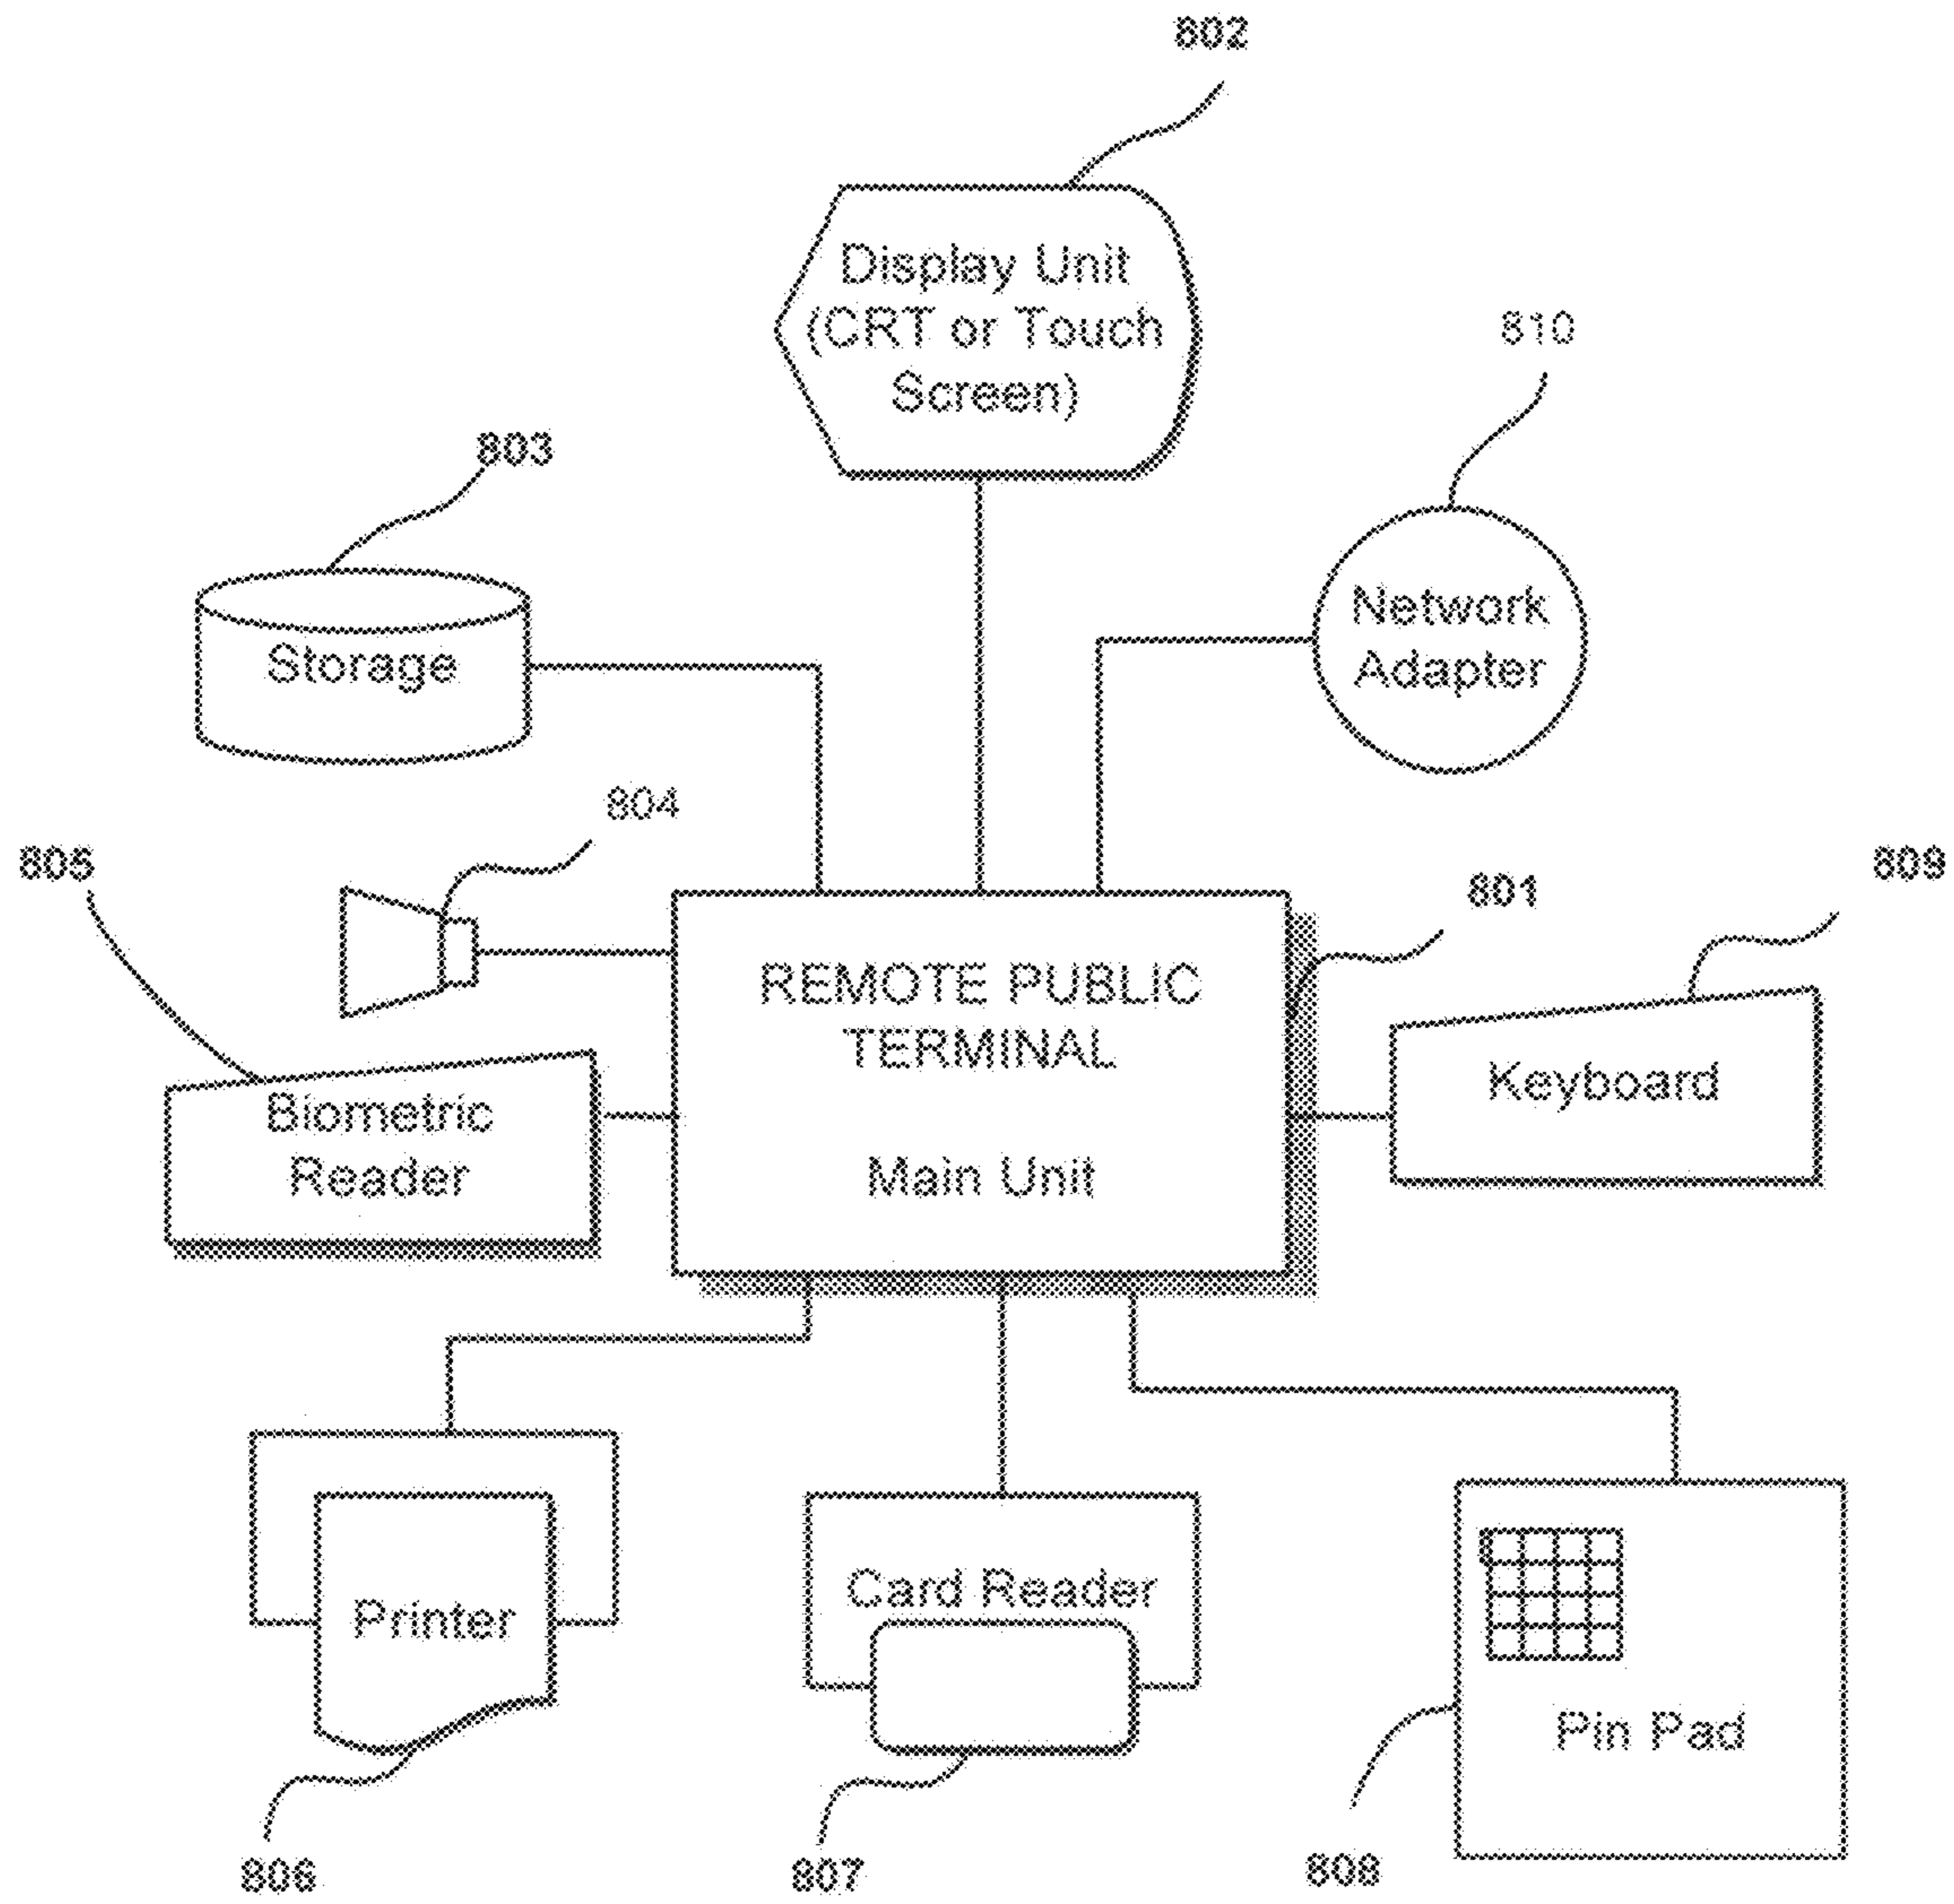 802
Display Unit
(CRT or Touch
Screen)
810
803
Network
Adapter
Storage
804
805
809
801
REMOTE PUBLIC
TERMINAL
Main Unit
Keyboard
Biometric
Reader
Printer
Card Reader
Pin Pad
806
807
808